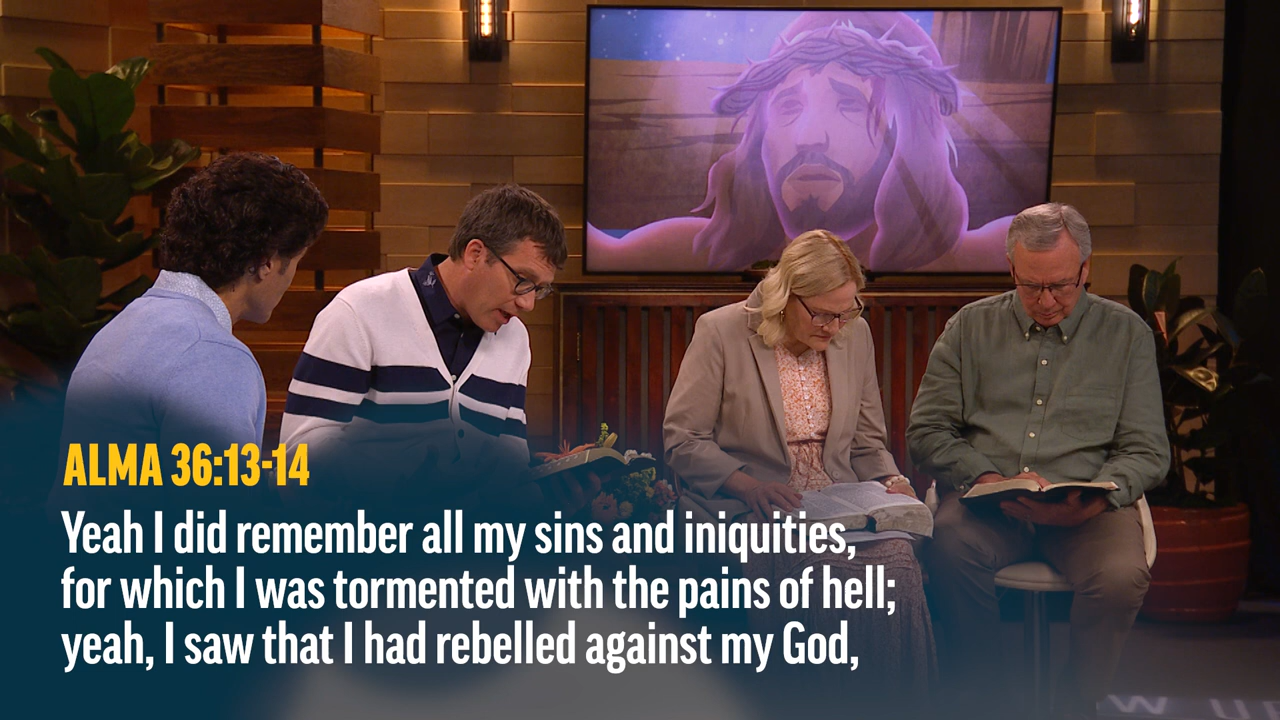 ALMA 36:13-14
Yeah I did remember all my sins and iniquities,
for which I was tormented with the pains of hell;
yeah, I saw that I had rebelled against my God,